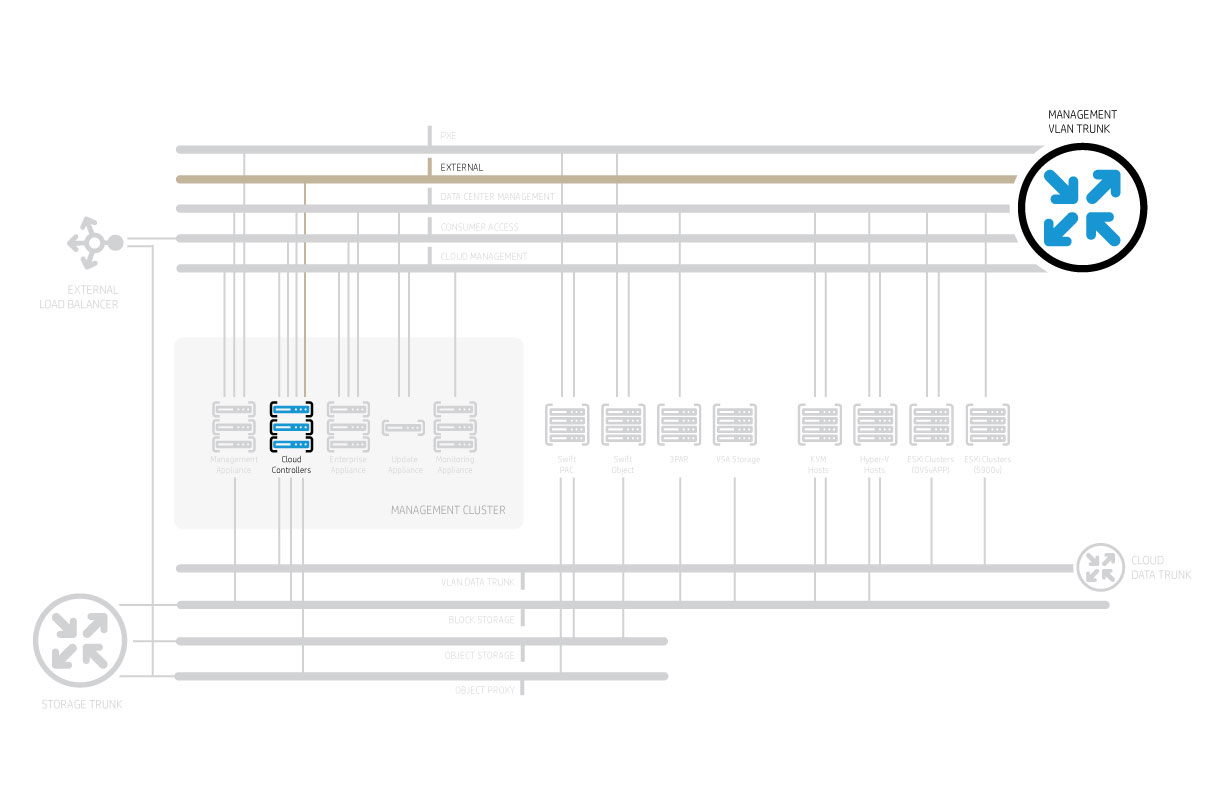 MANAGEMENT
VLAN TRUNK
PXE
EXTERNAL
DATA CENTER MANAGEMENT
CONSUMER ACCESS
CLOUD MANAGEMENT
EXTERNAL
LOAD BALANCER
Management
Appliance
Cloud
Controllers
Enterprise
Appliance
Update
Appliance
Monitoring
Appliance
Swift
PAC
Swift
Object
3PAR
VSA Storage
KVM
Hosts
Hyper-V
Hosts
ESXi Clusters
(OVSvAPP)
ESXi Clusters
(5900v)
MANAGEMENT CLUSTER
VLAN DATA TRUNK
CLOUD
DATA TRUNK
BLOCK STORAGE
OBJECT STORAGE
OBJECT PROXY
STORAGE TRUNK